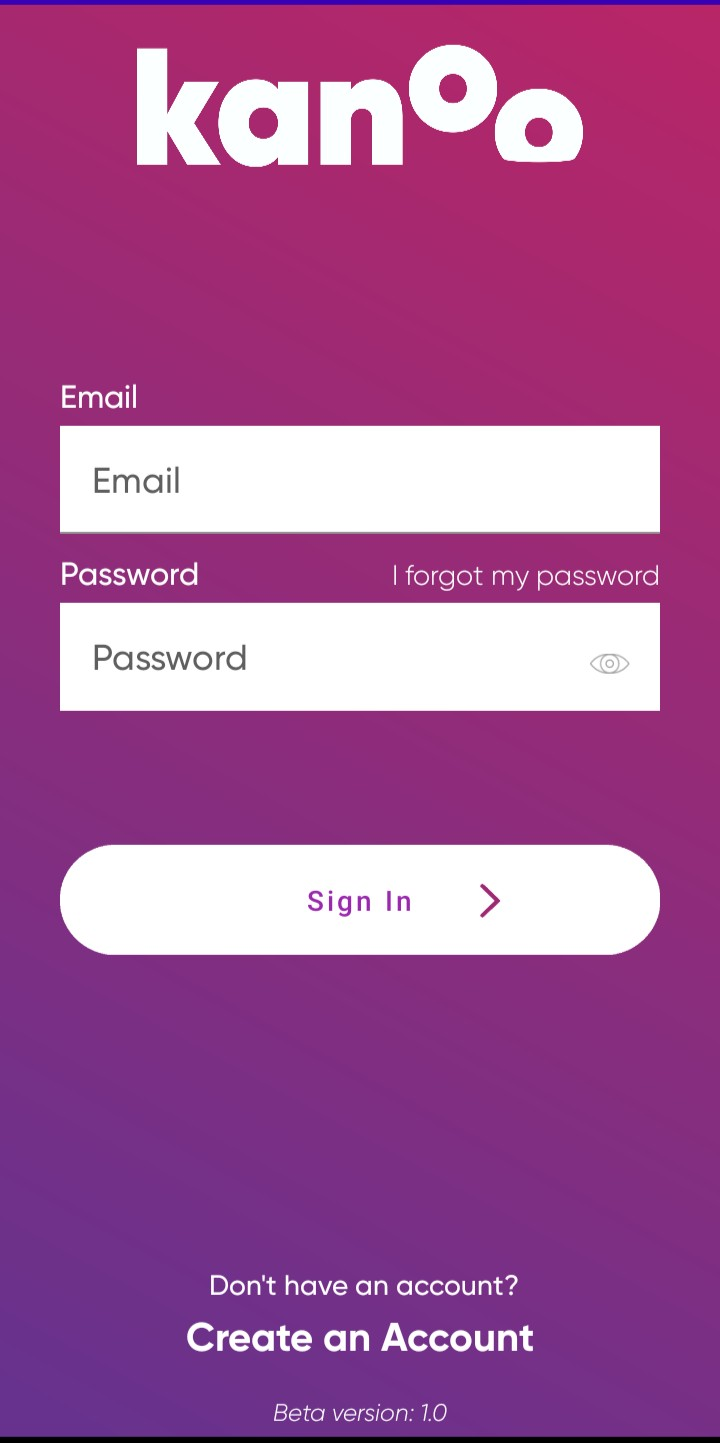 kanoo
Email
Email
Password I forgot my password
Password
Sign In
Don't have an account?
Create an Account
Beta version: 1.0